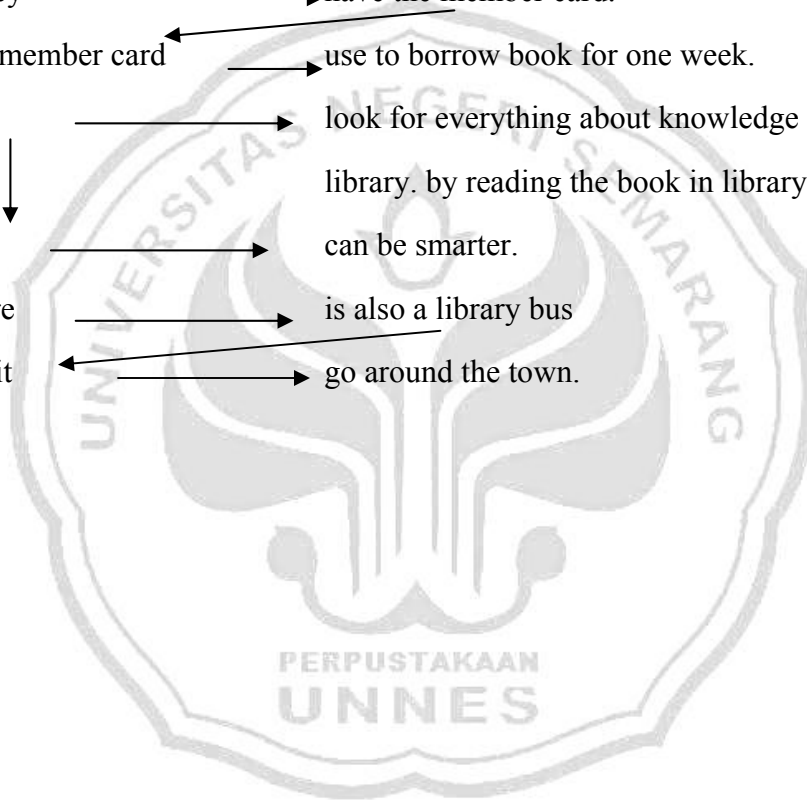 have the member card.
member card use to borrow book for one week.
look for everything about knowledge
library. by reading the book in library
can be smarter.
is also a library bus
it go around the town.
UNIVERSITAS NEGERI SEMARANG
PERPUSTAKAAN
UNNES